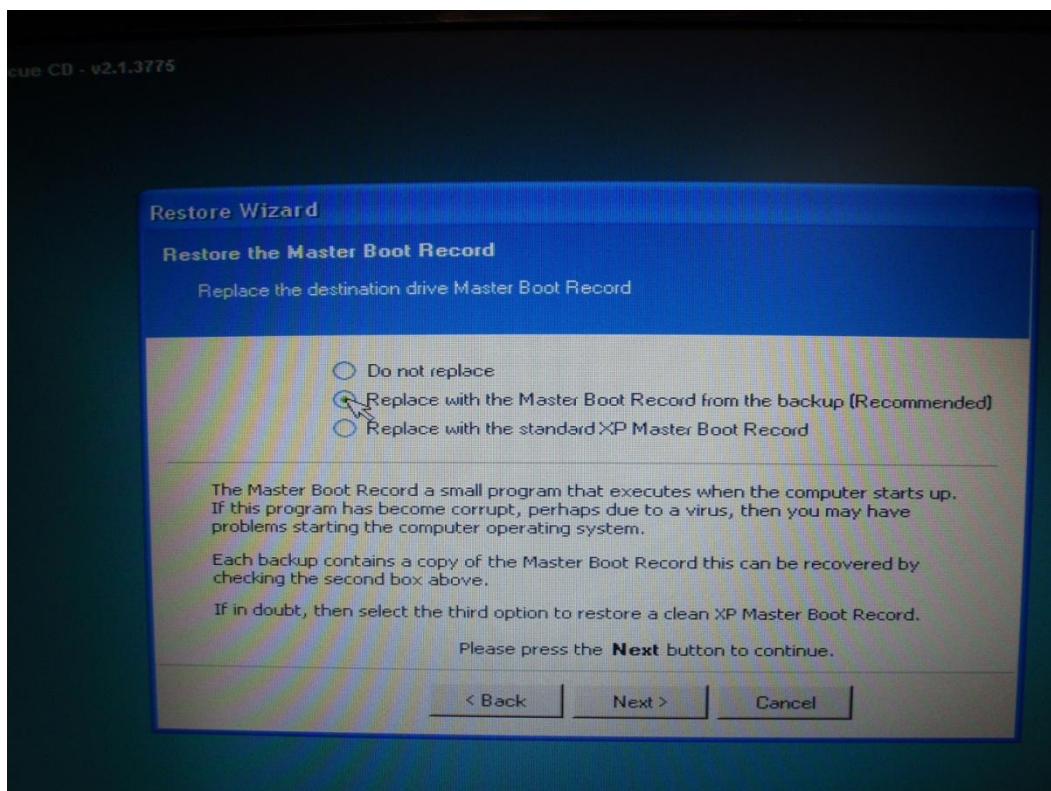 cue CD - v2.1.3775
Restore Wizard
Restore the Master Boot Record
Replace the destination drive Master Boot Record
Do not replace
Replace with the Master Boot Record from the backup (Recommended)
Replace with the standard XP Master Boot Record
The Master Boot Record a small program that executes when the computer starts up.
If this program has become corrupt, perhaps due to a virus, then you may have
problems starting the computer operating system.
Each backup contains a copy of the Master Boot Record this can be recovered by
checking the second box above.
If in doubt, then select the third option to restore a clean XP Master Boot Record.
Please press the Next button to continue.
< Back Next > Cancel